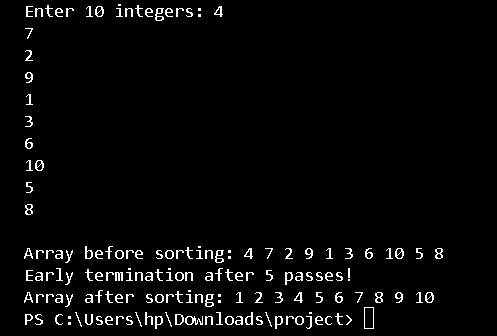 Enter 10 integers: 4
7
2
9
1
3
6
10
5
8
Array before sorting: 4 7 2 9 1 3 6 10 5 8
Early termination after 5 passes!
Array after sorting: 1 2 3 4 5 6 7 8 9 10
PS C:\Users\hp\Downloads\project>